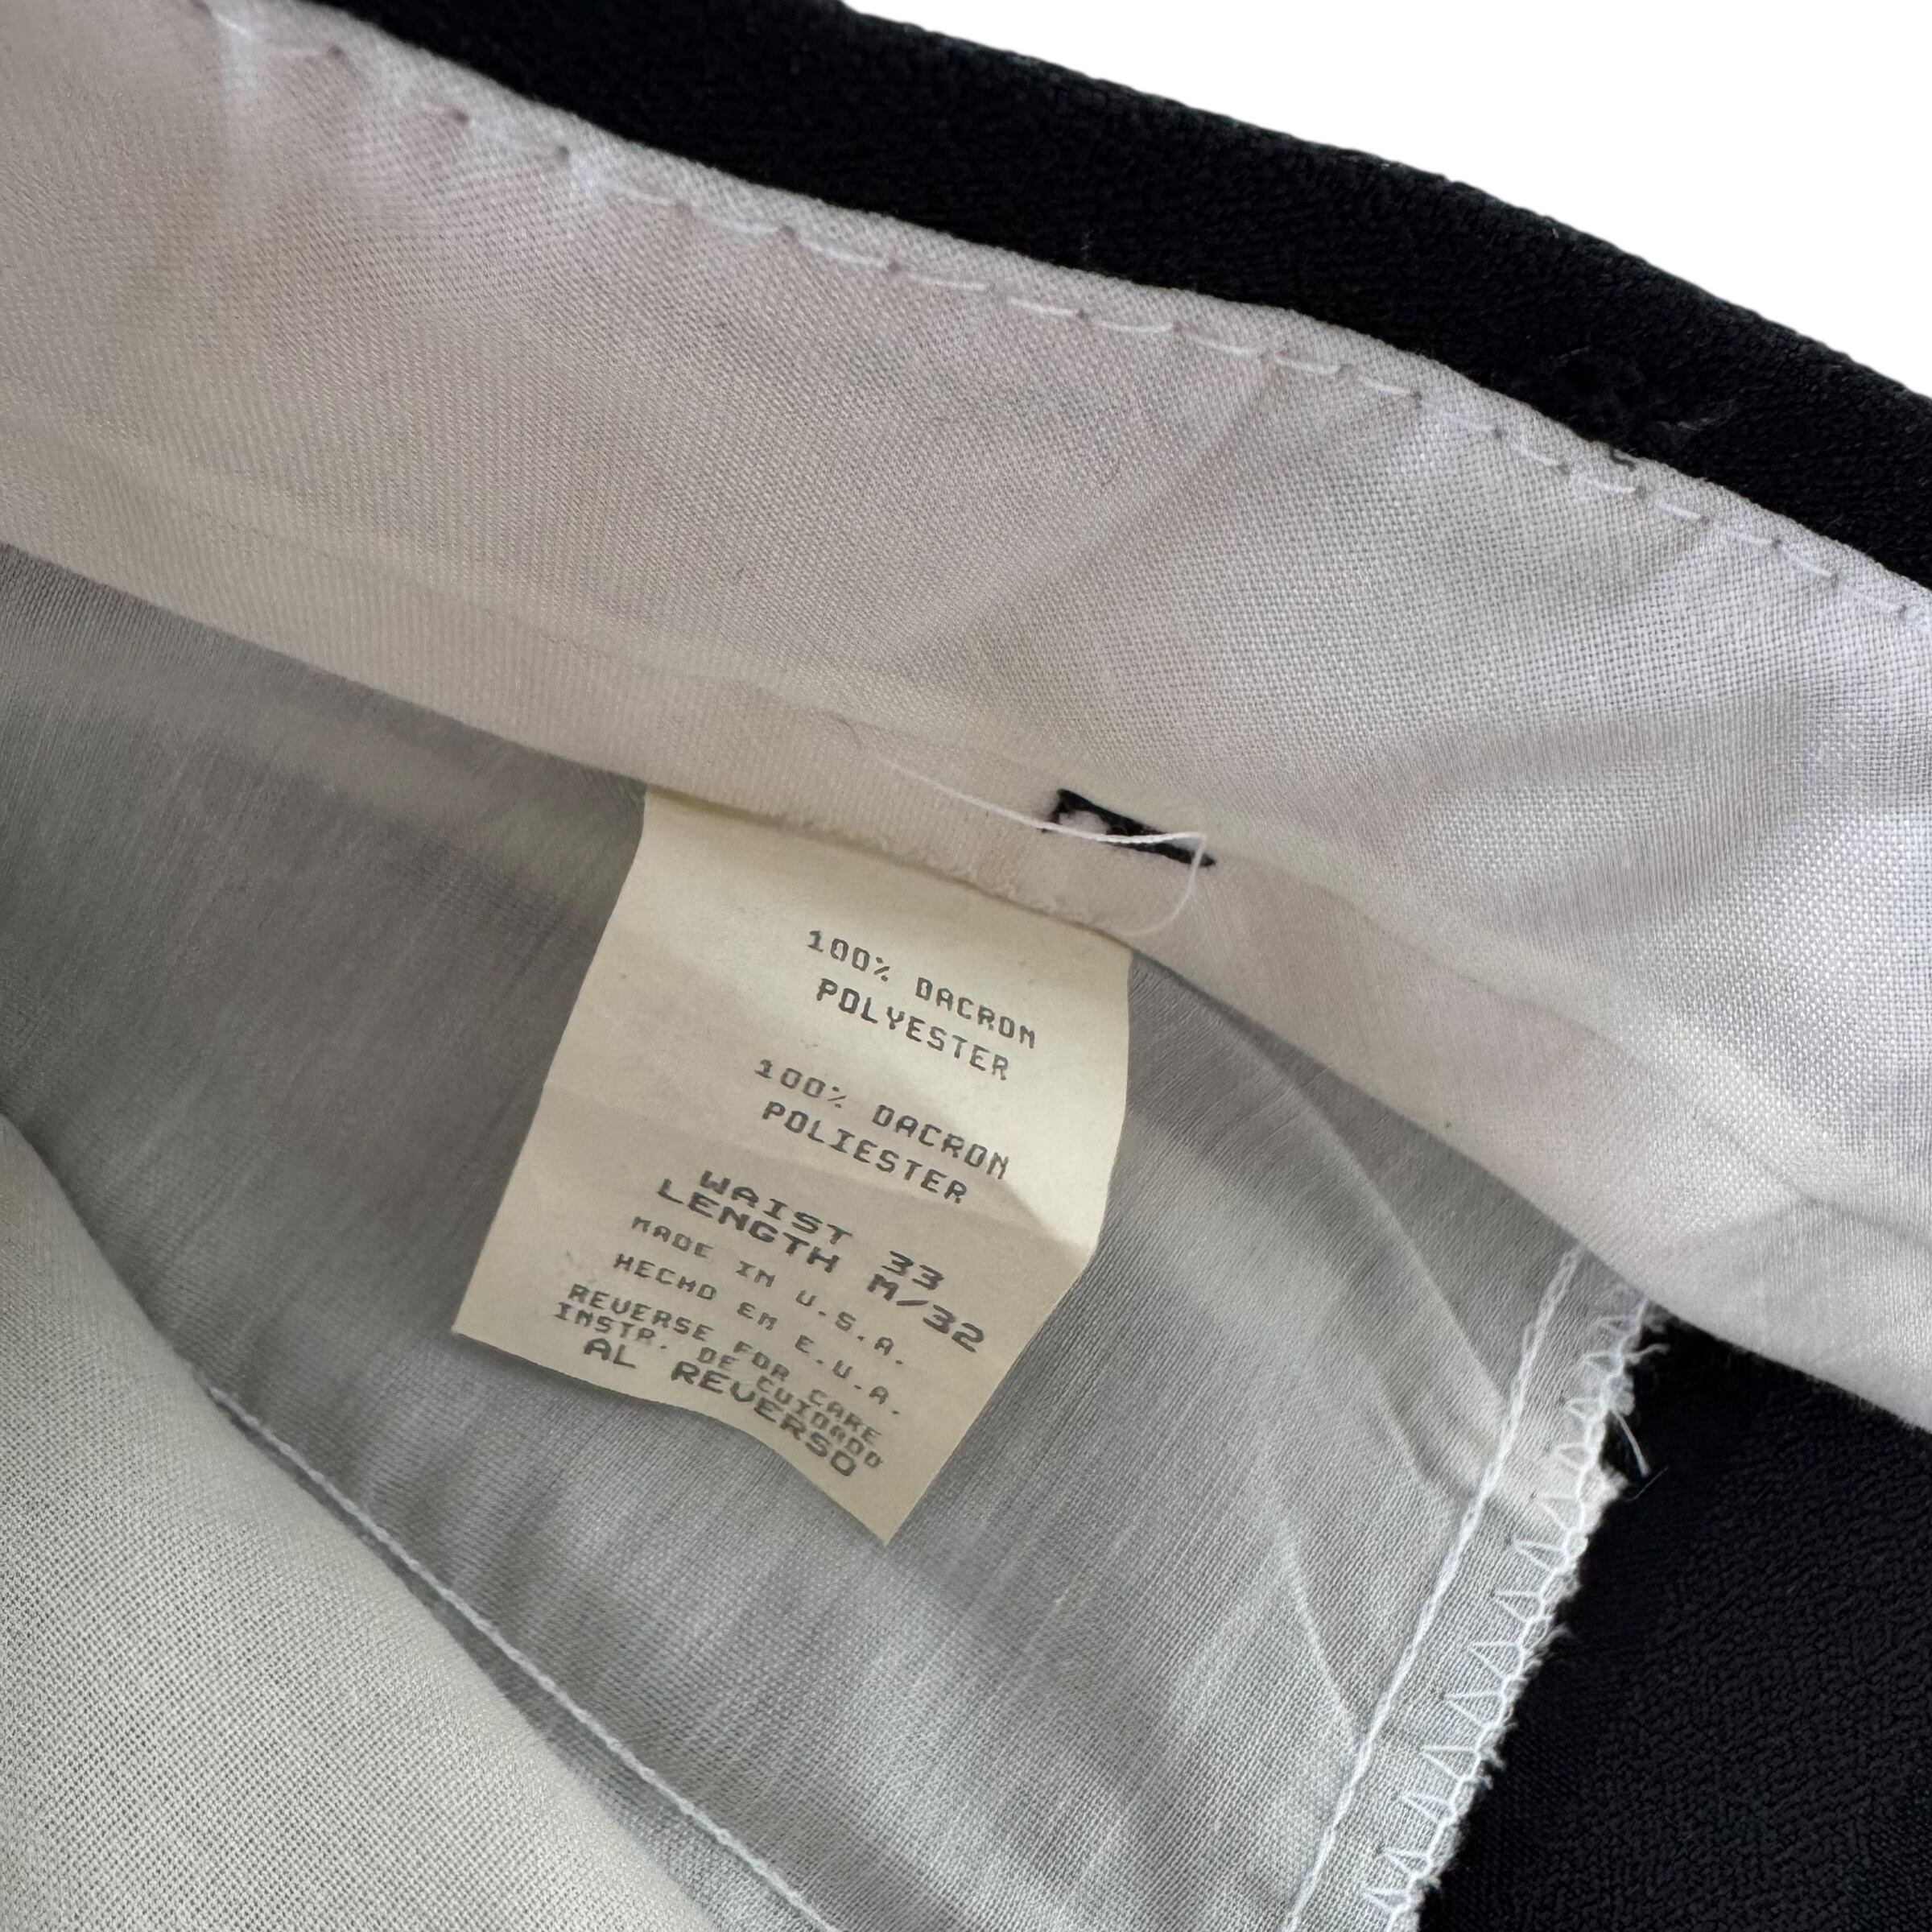 100% DACRON
POLYESTER
100% DACRON
POLIESTER
WAIST 33
LENGTH M/32
MADE IN U.S.A.
HECHO EN E.U.A.
REVERSE FOR CARE
INSTR. DE CUIDADO
AL REVERSO